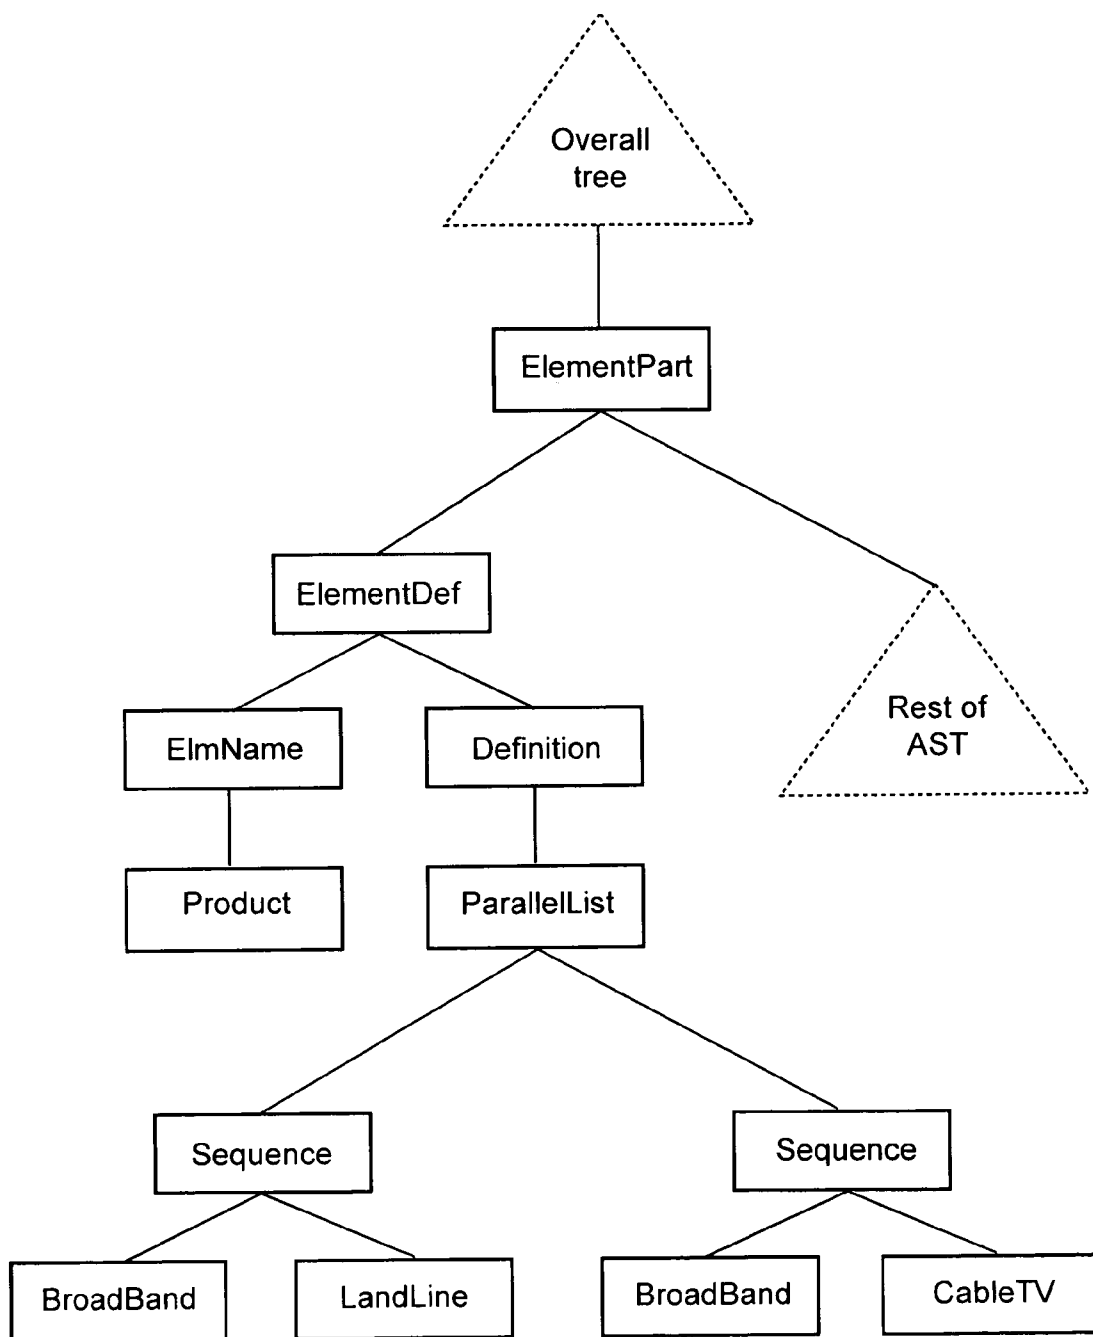 Overall
tree
ElementPart
ElementDef
ElmName
Definition
Rest of
AST
Product
ParallelList
Sequence
Sequence
BroadBand
LandLine
BroadBand
CableTV